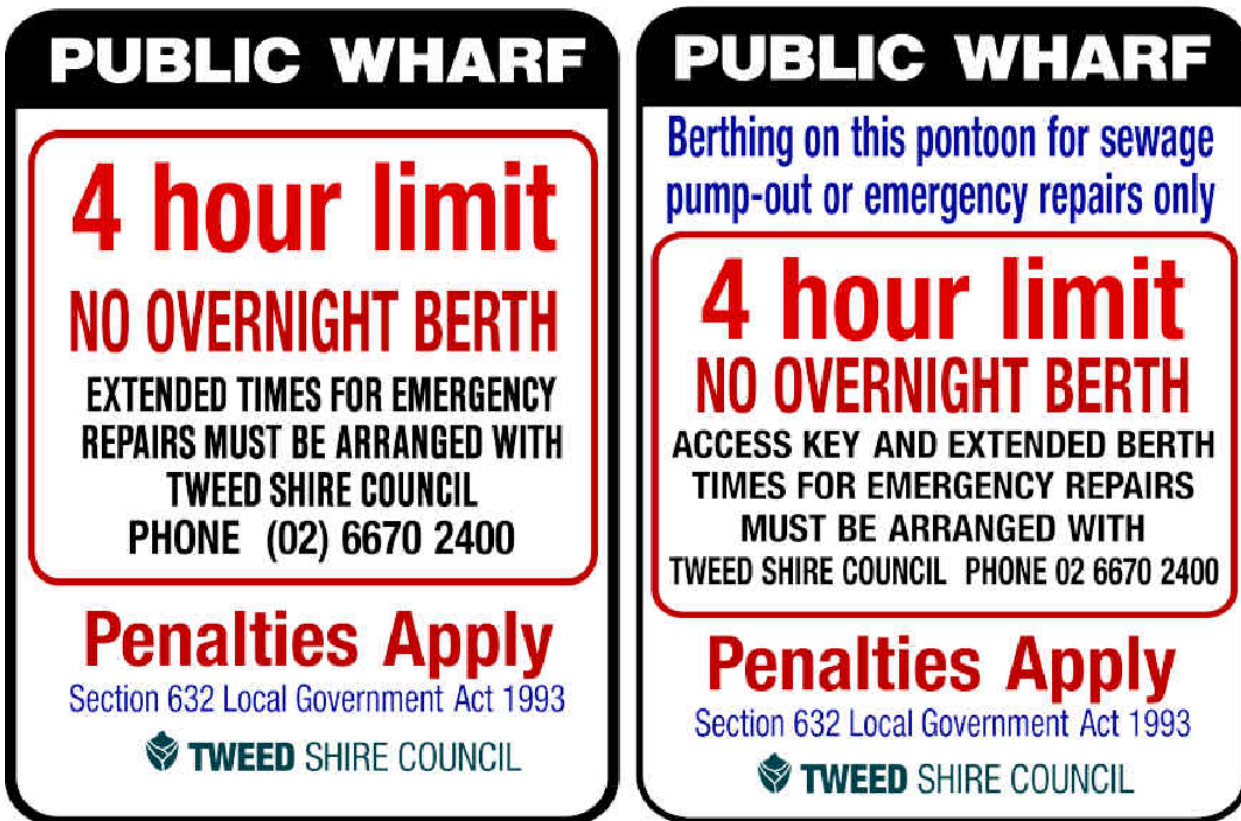 PUBLIC WHARF
4 hour limit
NO OVERNIGHT BERTH
EXTENDED TIMES FOR EMERGENCY
REPAIRS MUST BE ARRANGED WITH
TWEED SHIRE COUNCIL
PHONE (02) 6670 2400
Penalties Apply
Section 632 Local Government Act 1993
TWEED SHIRE COUNCIL
PUBLIC WHARF
Berthing on this pontoon for sewage
pump-out or emergency repairs only
4 hour limit
NO OVERNIGHT BERTH
ACCESS KEY AND EXTENDED BERTH
TIMES FOR EMERGENCY REPAIRS
MUST BE ARRANGED WITH
TWEED SHIRE COUNCIL PHONE 02 6670 2400
Penalties Apply
Section 632 Local Government Act 1993
TWEED SHIRE COUNCIL